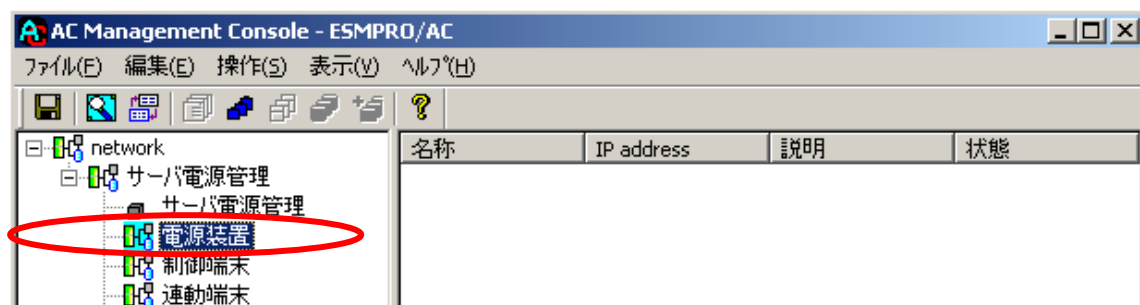 AC Management Console - ESMPRO/AC
ファイル(F) 編集(E) 操作(S) 表示(V) ヘルプ(H)
network
名称 IP address 説明 状態
サーバ電源管理
サーバ電源管理
電源装置
制御端末
連動端末